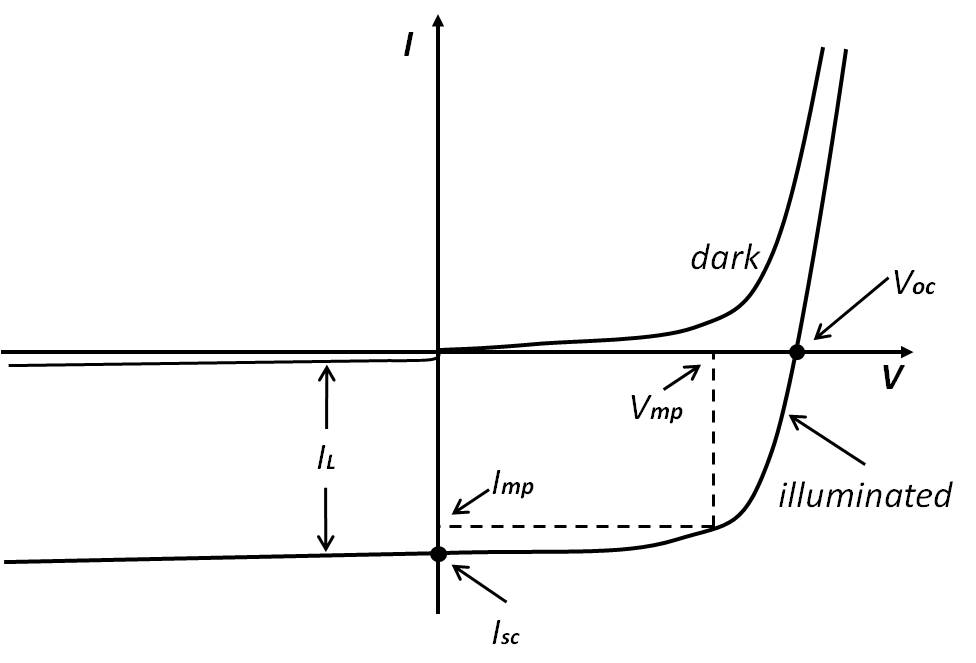 I
dark
Voc
V
Vmp
IL
Imp
illuminated
Isc